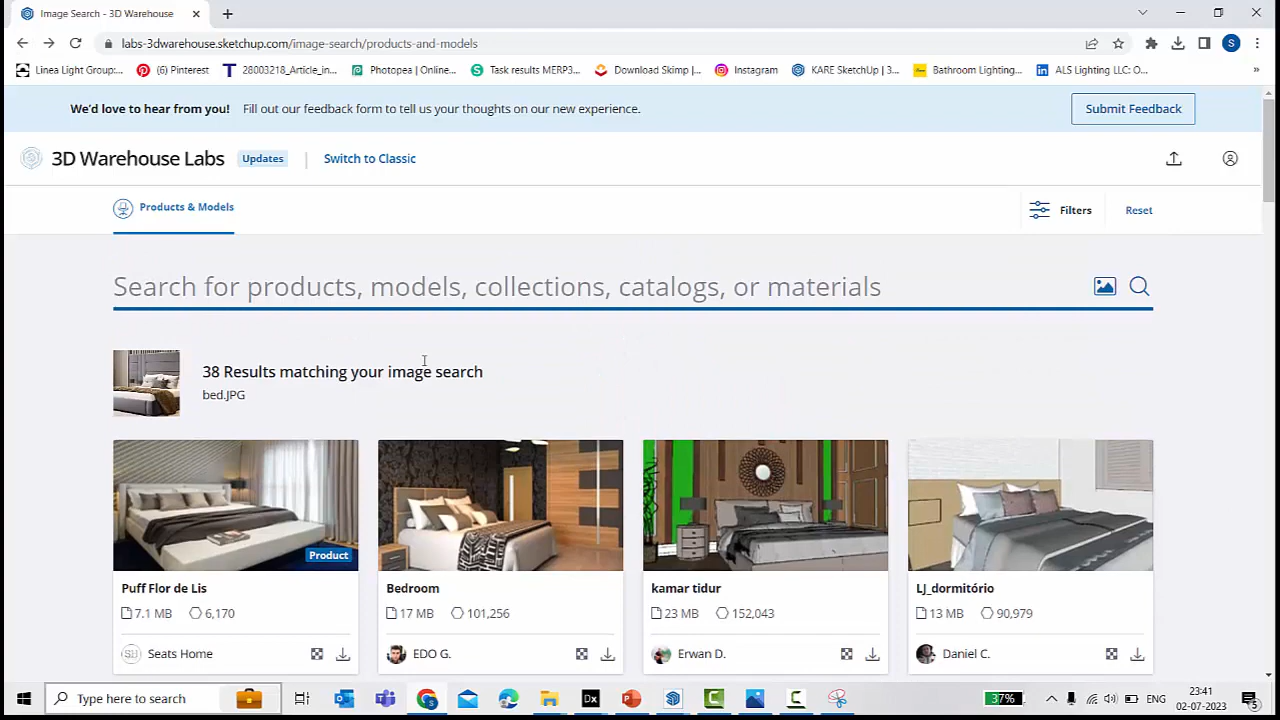 Image Search - 3D Warehouse
labs-3dwarehouse.sketchup.com/image-search/products-and-models
S
Linea Light Group:...
(6) Pinterest
28003218_Article_in...
Photopea | Online...
Task results MERP3...
Download Skimp |...
Instagram
KARE SketchUp | 3...
Bathroom Lighting...
ALS Lighting LLC: O...
We'd love to hear from you! Fill out our feedback form to tell us your thoughts on our new experience.
Submit Feedback
3D Warehouse Labs Updates | Switch to Classic
Products & Models
Filters
Reset
Search for products, models, collections, catalogs, or materials
38 Results matching your image search
bed.JPG
Product
Puff Flor de Lis
7.1 MB 6,170
Seats Home
Bedroom
17 MB 101,256
EDO G.
kamar tidur
23 MB 152,043
Erwan D.
LJ_dormitório
13 MB 90,979
Daniel C.
Type here to search
Dx
37%
ENG
23:41
02-07-2023
5